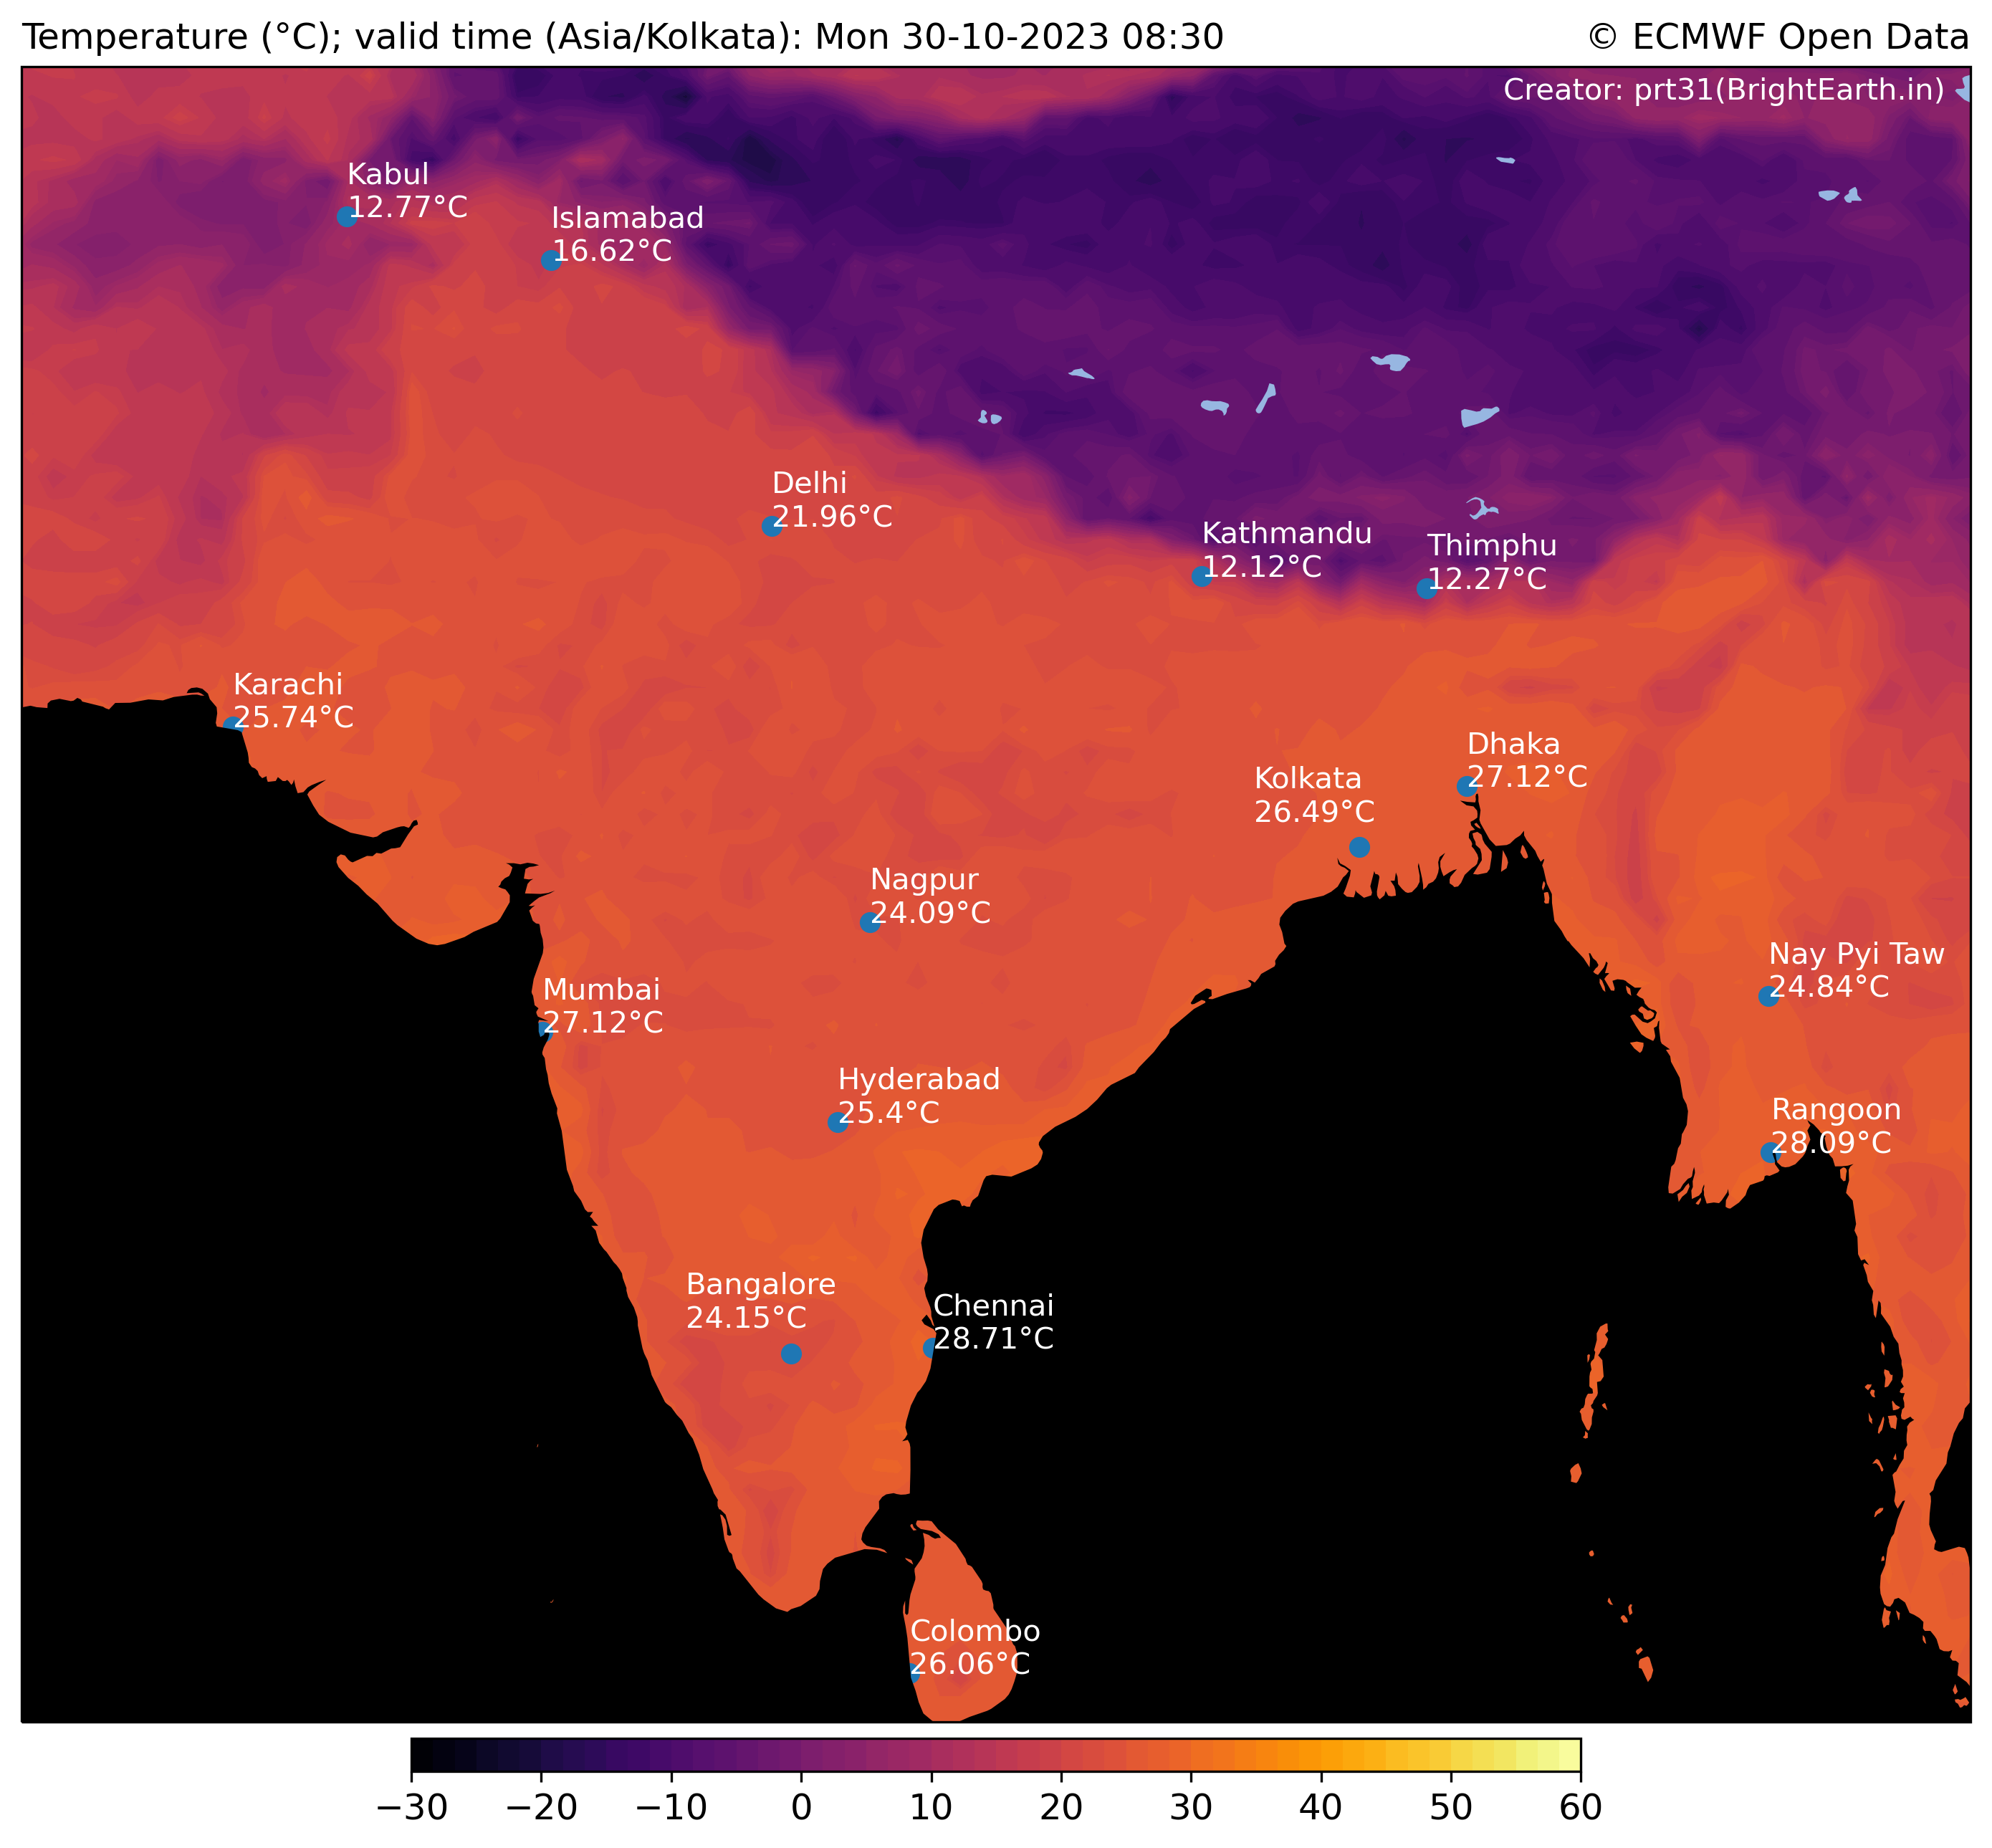 Temperature (°C); valid time (Asia/Kolkata): Mon 30-10-2023 08:30
© ECMWF Open Data
Creator: prt31(BrightEarth.in)
Kabul
12.77°C
Islamabad
16.62°C
Delhi
21.96°C
Kathmandu
12.12°C
Thimphu
12.27°C
Karachi
25.74°C
Dhaka
27.12°C
Kolkata
26.49°C
Nagpur
24.09°C
Nay Pyi Taw
24.84°C
Mumbai
27.12°C
Hyderabad
25.4°C
Rangoon
28.09°C
Bangalore
24.15°C
Chennai
28.71°C
Colombo
26.06°C
−30 −20 −10 0 10 20 30 40 50 60